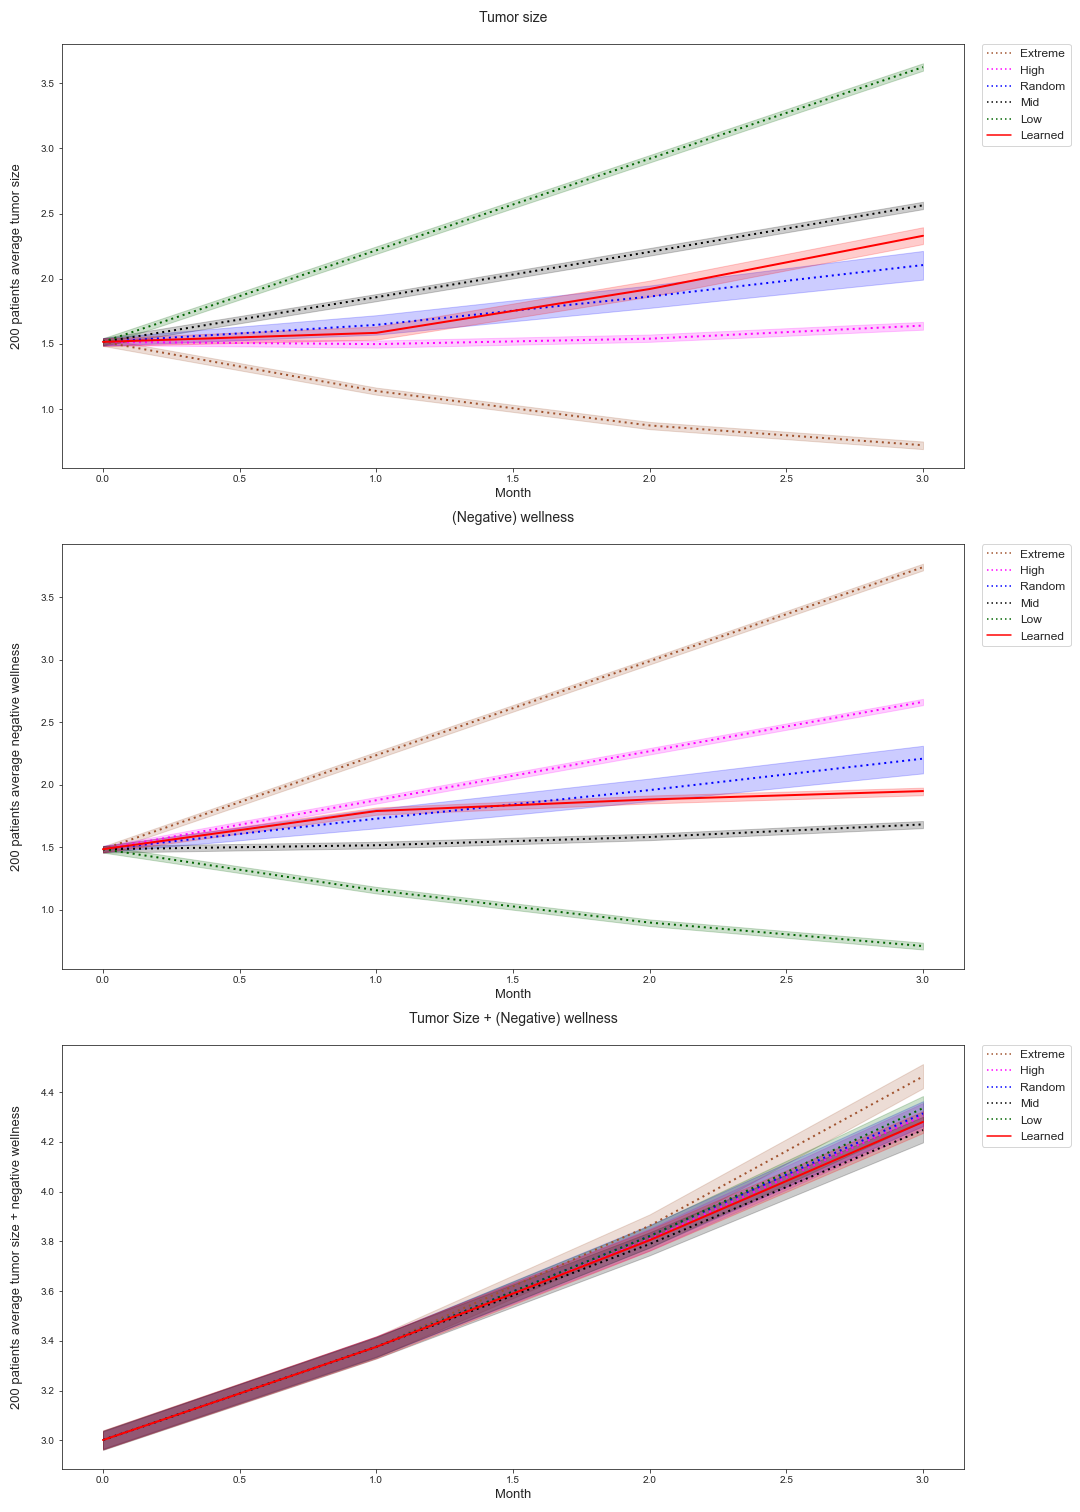 Tumor size
200 patients average tumor size
3.5
3.0
2.5
2.0
1.5
1.0
0.0 0.5 1.0 1.5 2.0 2.5 3.0
Month
Extreme
High
Random
Mid
Low
Learned
(Negative) wellness
200 patients average negative wellness
3.5
3.0
2.5
2.0
1.5
1.0
0.0 0.5 1.0 1.5 2.0 2.5 3.0
Month
Extreme
High
Random
Mid
Low
Learned
Tumor Size + (Negative) wellness
200 patients average tumor size + negative wellness
4.4
4.2
4.0
3.8
3.6
3.4
3.2
3.0
0.0 0.5 1.0 1.5 2.0 2.5 3.0
Month
Extreme
High
Random
Mid
Low
Learned